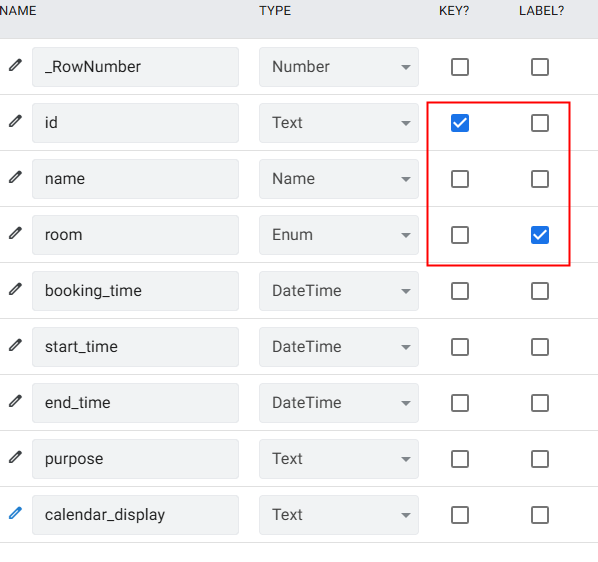 NAME TYPE KEY? LABEL?
_RowNumber Number
id Text
name Name
room Enum
booking_time DateTime
start_time DateTime
end_time DateTime
purpose Text
calendar_display Text